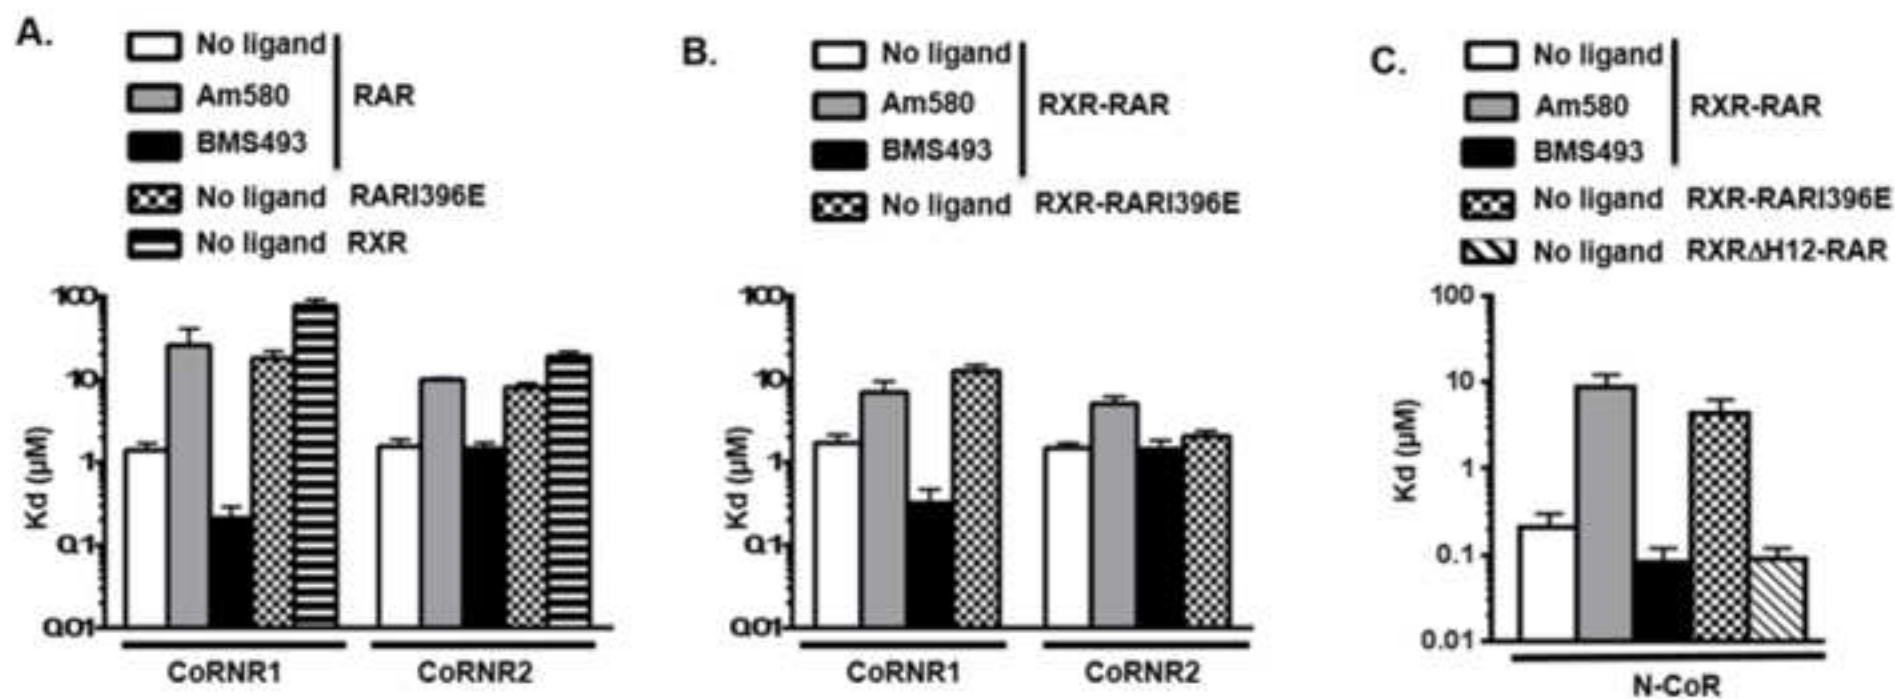 A.
No ligand
Am580
RAR
BMS493
No ligand RARI396E
No ligand RXR
100
10
1
0.1
0.01
Kd (µM)
CoRNR1
CoRNR2
B.
No ligand
Am580
RXR-RAR
BMS493
No ligand RXR-RARI396E
100
10
1
0.1
0.01
Kd (µM)
CoRNR1
CoRNR2
C.
No ligand
Am580
RXR-RAR
BMS493
No ligand RXR-RARI396E
No ligand RXRΔH12-RAR
100
10
1
0.1
0.01
Kd (µM)
N-CoR